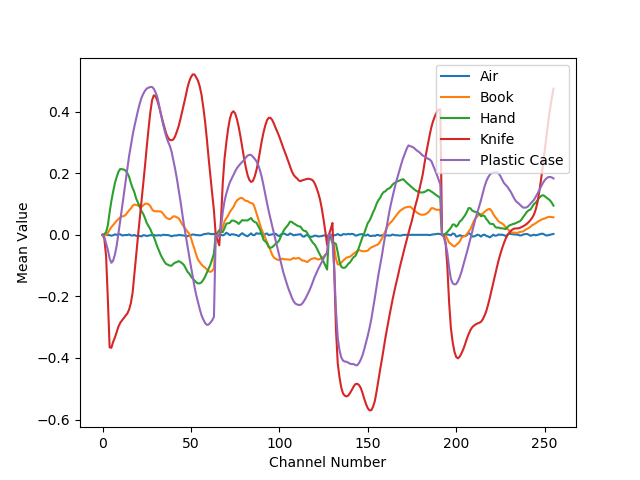 Air
Book
Hand
Knife
Plastic Case
Mean Value
0.4
0.2
0.0
−0.2
−0.4
−0.6
0 50 100 150 200 250
Channel Number